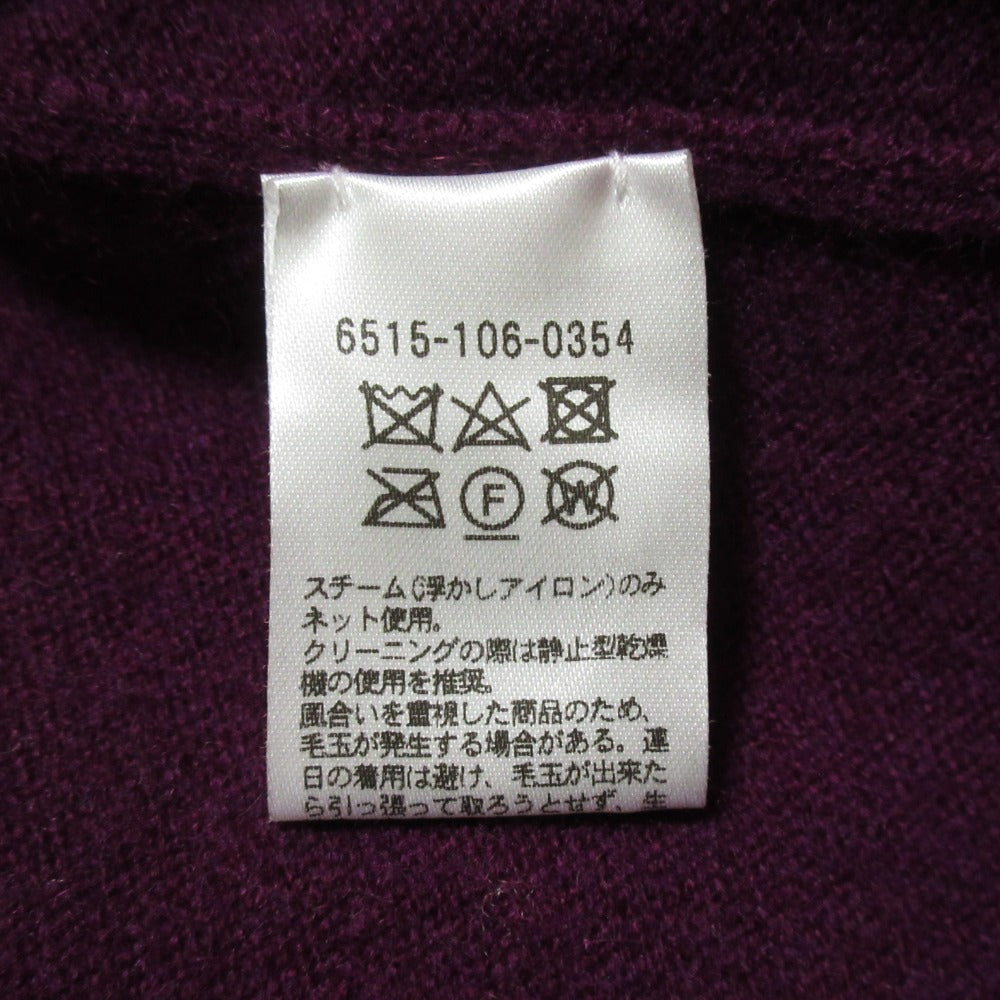 6515-106-0354
F
W
スチーム(浮かしアイロン)のみ
ネット使用。
クリーニングの際は静止型乾燥
機の使用を推奨。
風合いを重視した商品のため、
毛玉が発生する場合がある。連
日の着用は避け、毛玉が出来た
ら引っ張って取ろうとせず、生